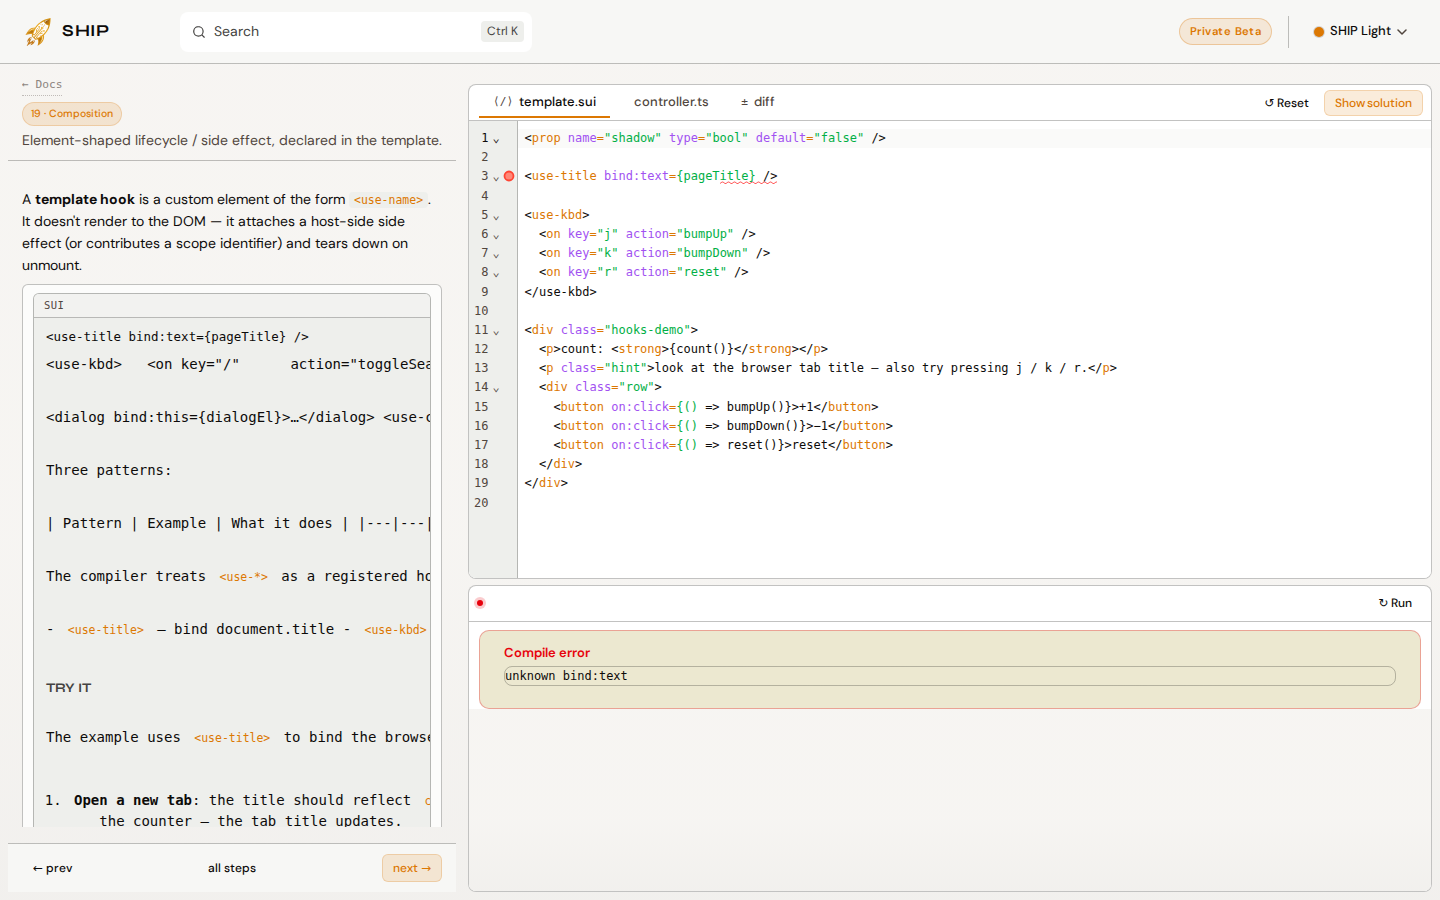 SHIP
Search
Ctrl K
Private Beta
SHIP Light
← Docs
19 · Composition
Element-shaped lifecycle / side effect, declared in the template.
A template hook is a custom element of the form <use-name> .
It doesn't render to the DOM — it attaches a host-side side
effect (or contributes a scope identifier) and tears down on
unmount.
SUI
<use-title bind:text={pageTitle} />
<use-kbd>   <on key="/"      action="toggleSea
<dialog bind:this={dialogEl}>…</dialog> <use-c
Three patterns:
| Pattern | Example | What it does | |---|---|
The compiler treats <use-*> as a registered ho
- <use-title> — bind document.title - <use-kbd>
TRY IT
The example uses <use-title> to bind the browse
1. Open a new tab: the title should reflect
the counter — the tab title updates.
← prev
all steps
next →
⟨/⟩ template.sui
controller.ts
± diff
↺ Reset
Show solution
1 <prop name="shadow" type="bool" default="false" />
2
3 <use-title bind:text={pageTitle} />
4
5 <use-kbd>
6   <on key="j" action="bumpUp" />
7   <on key="k" action="bumpDown" />
8   <on key="r" action="reset" />
9 </use-kbd>
10
11 <div class="hooks-demo">
12   <p>count: <strong>{count()}</strong></p>
13   <p class="hint">look at the browser tab title — also try pressing j / k / r.</p>
14   <div class="row">
15     <button on:click={() => bumpUp()}>+1</button>
16     <button on:click={() => bumpDown()}>−1</button>
17     <button on:click={() => reset()}>reset</button>
18   </div>
19 </div>
20
↻ Run
Compile error
unknown bind:text